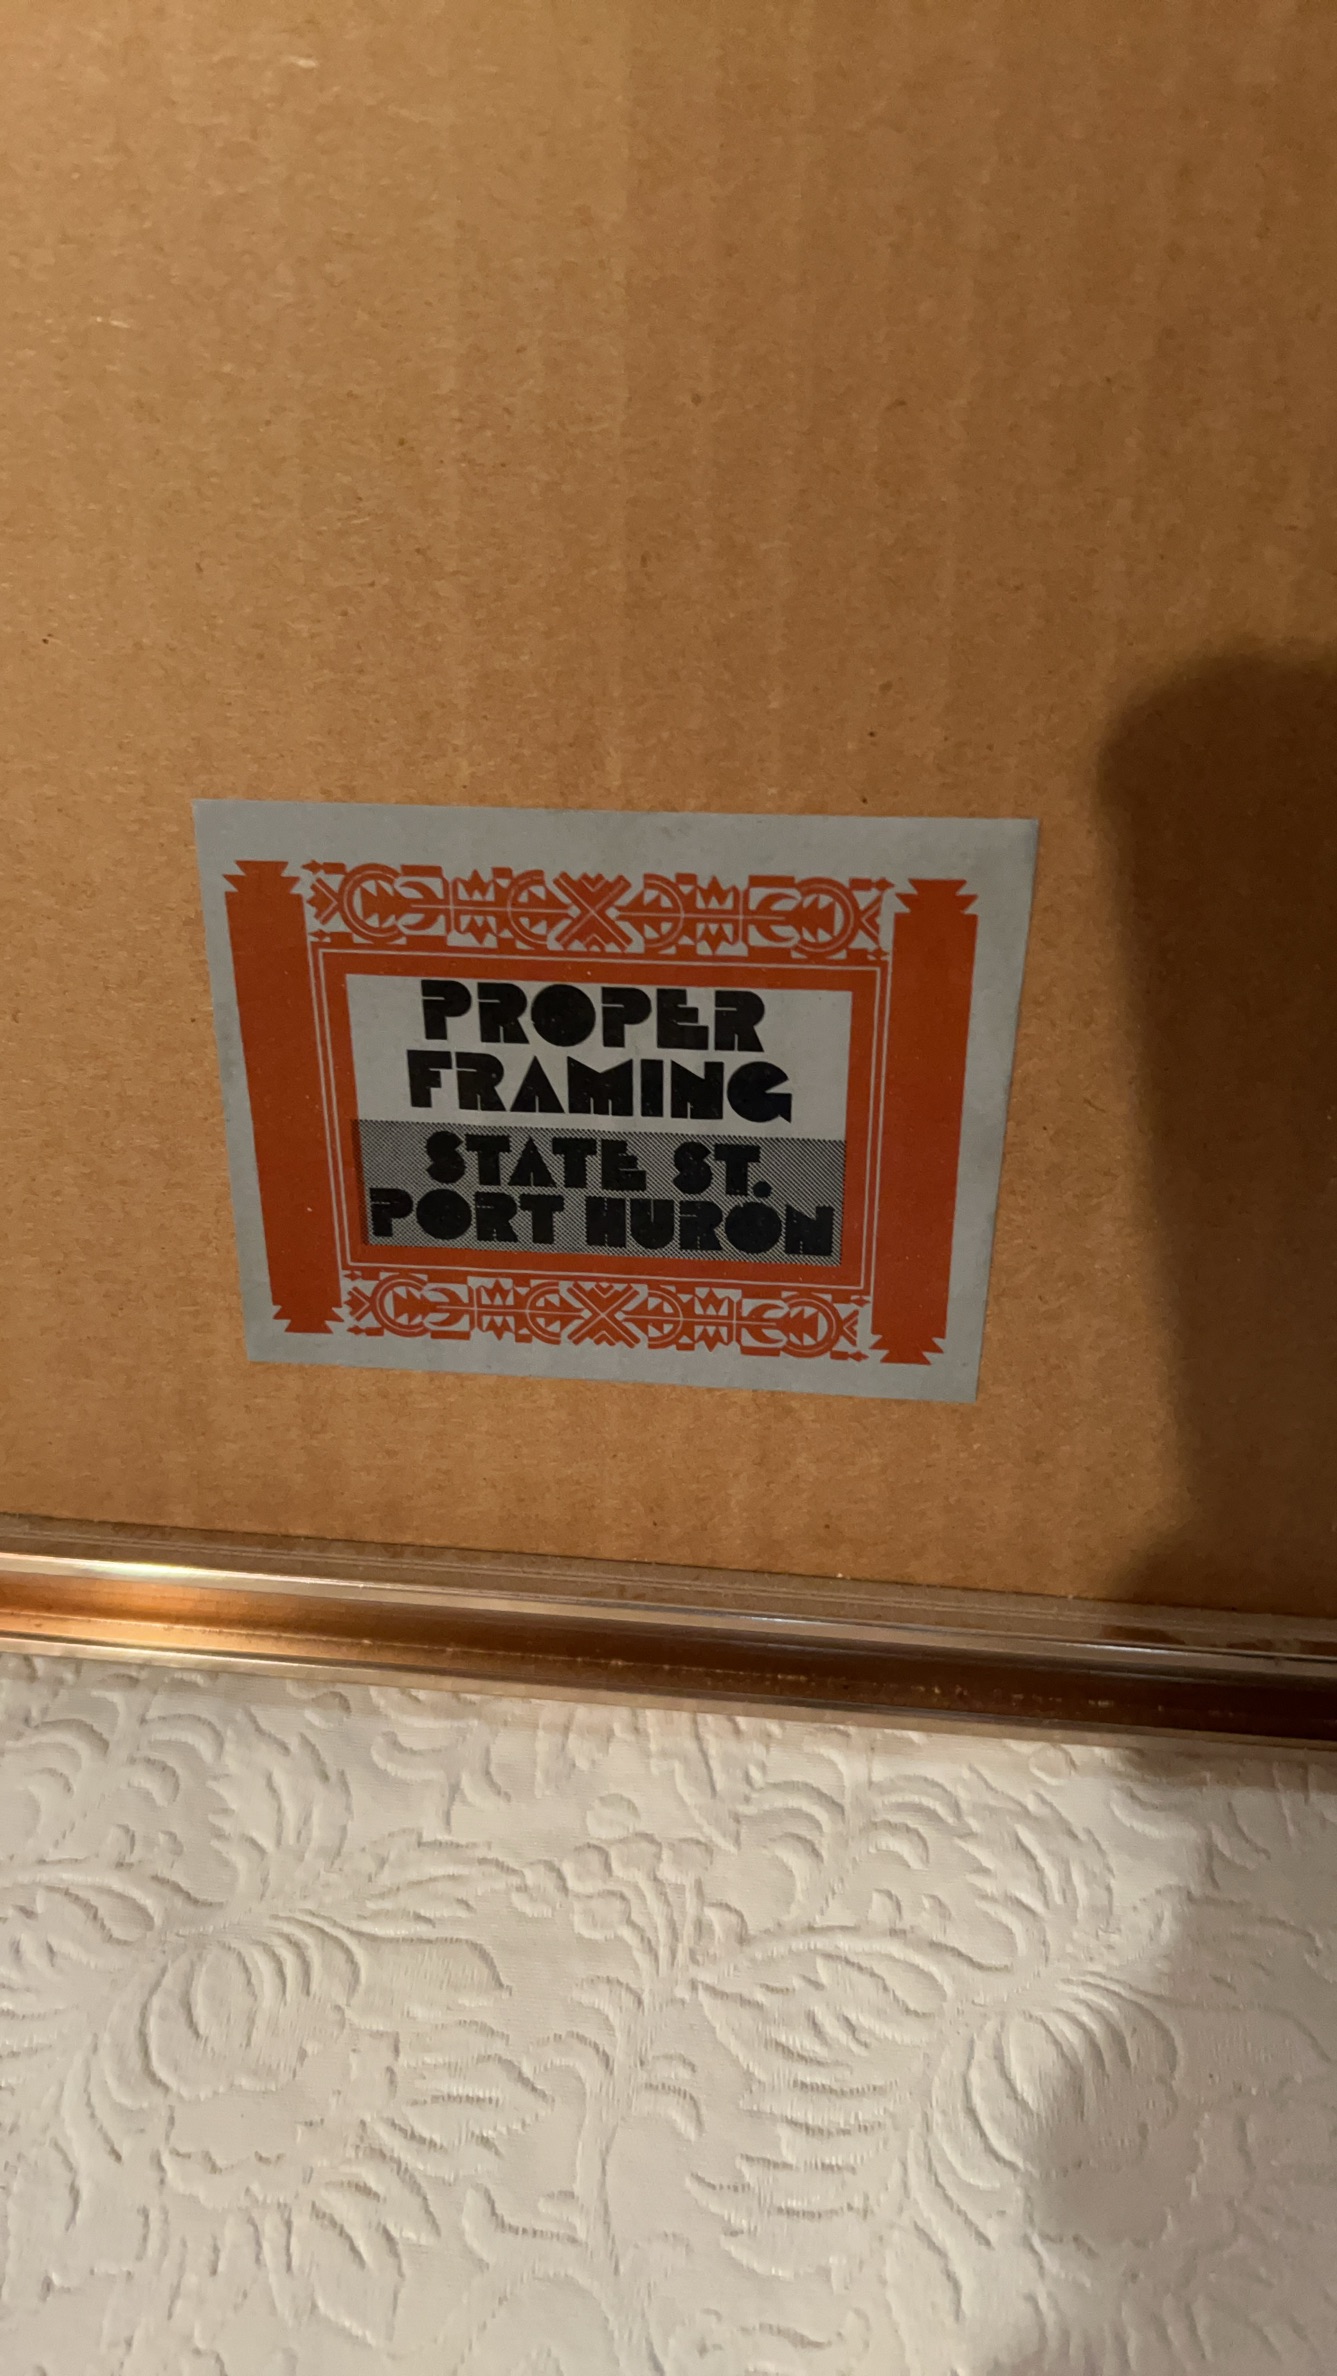 PROPER
FRAMING
STATE ST.
PORT HURON